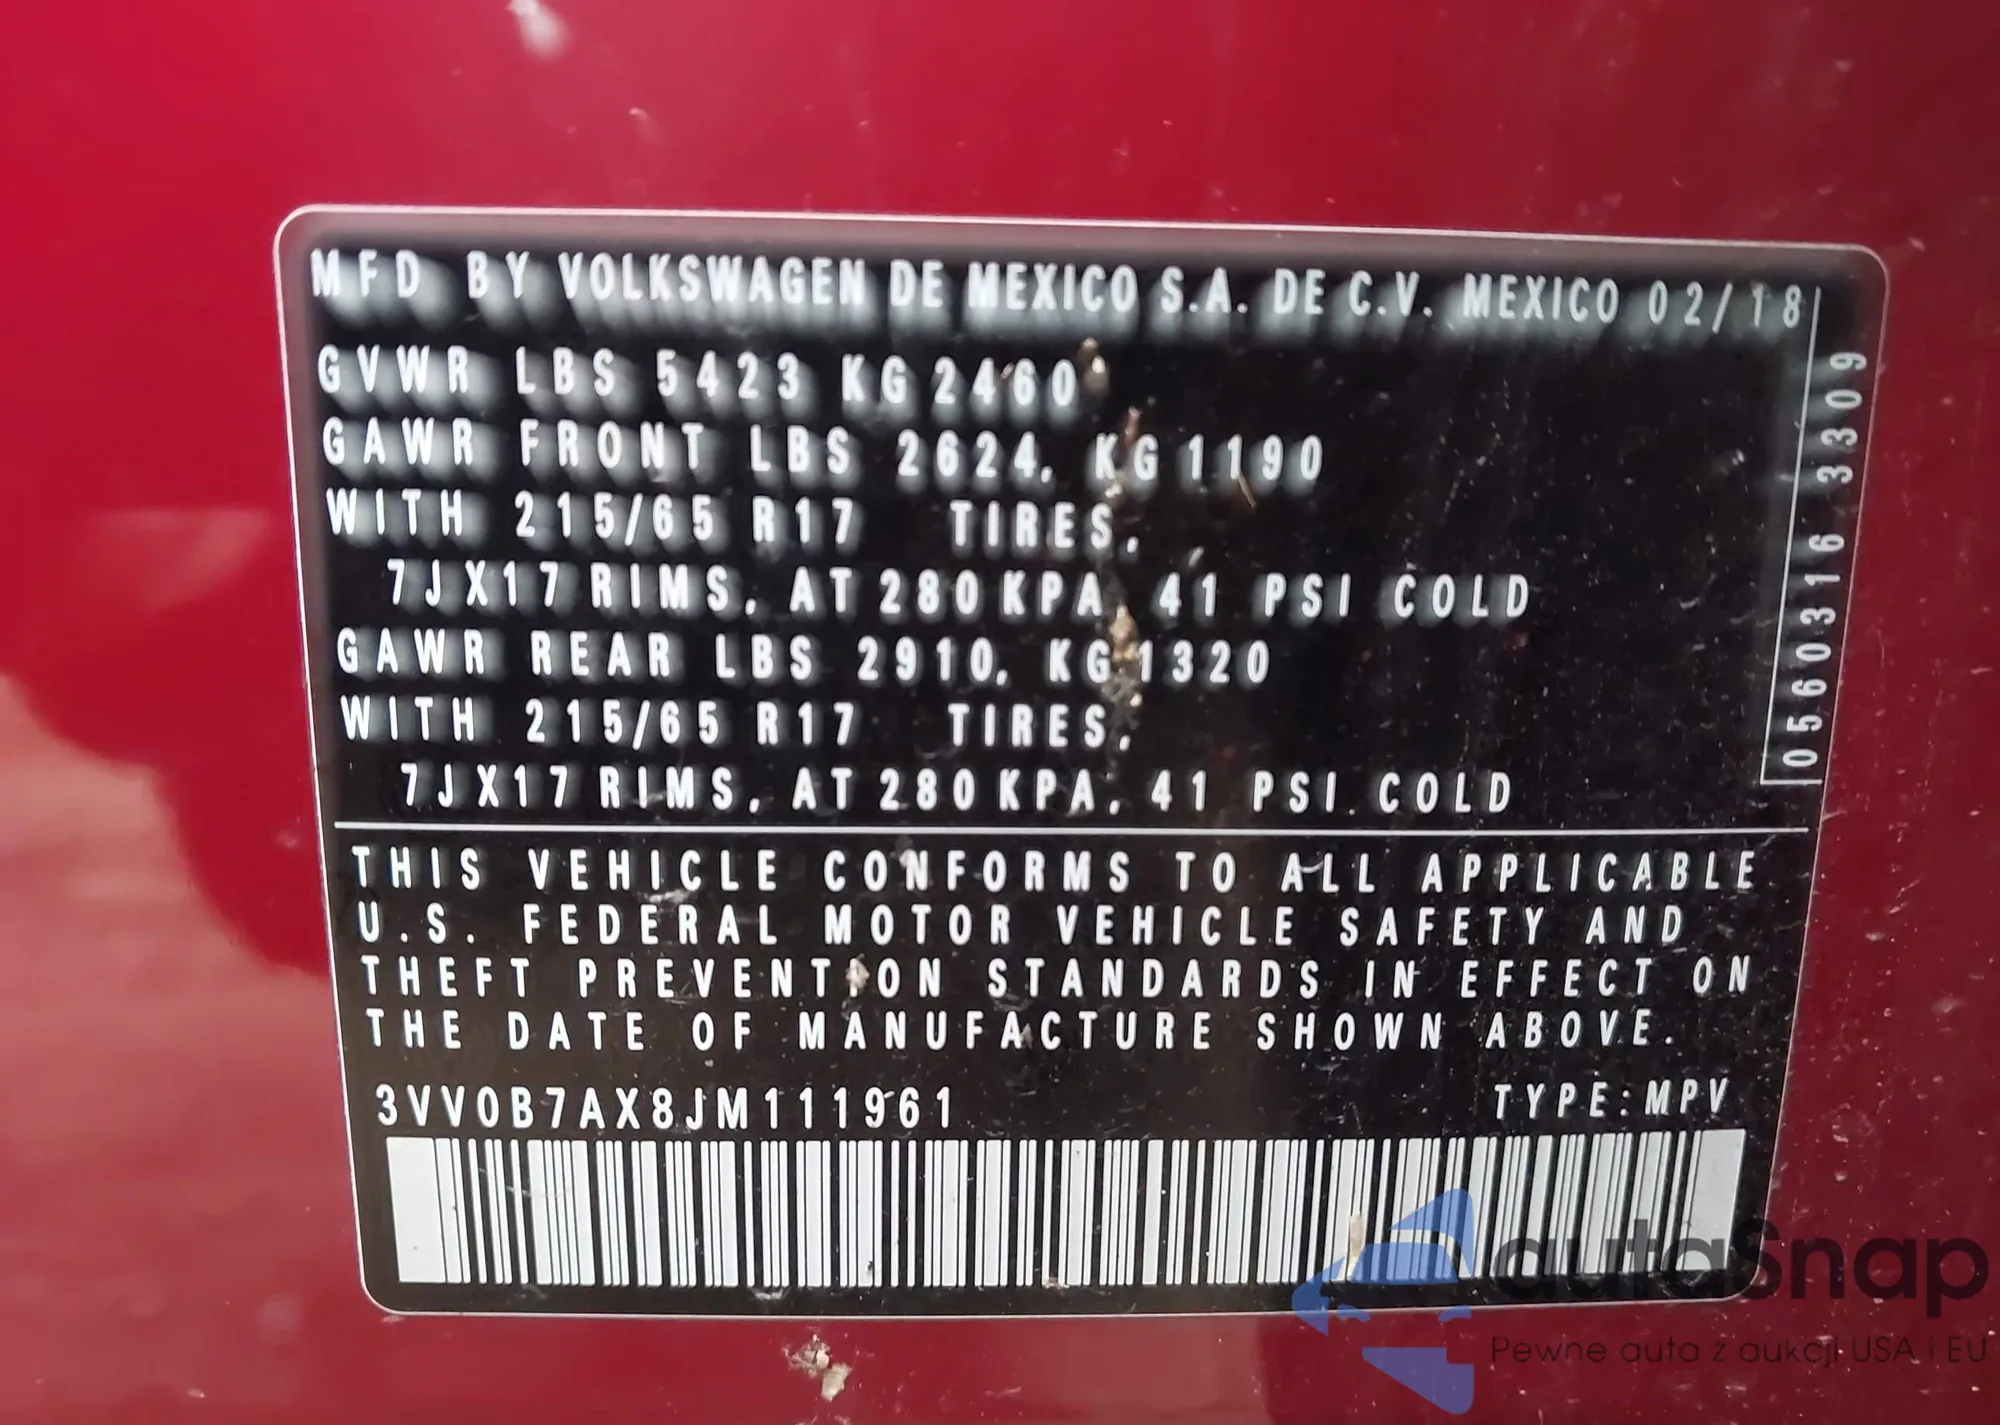 MFD BY VOLKSWAGEN DE MEXICO S.A. DE C.V. MEXICO 02/18
GVWR LBS 5423 KG 2460
GAWR FRONT LBS 2624, KG 1190
WITH 215/65 R17 TIRES,
7JX17 RIMS, AT 280 KPA, 41 PSI COLD
GAWR REAR LBS 2910, KG 1320
WITH 215/65 R17 TIRES,
7JX17 RIMS, AT 280 KPA, 41 PSI COLD
0560316 3309
THIS VEHICLE CONFORMS TO ALL APPLICABLE
U.S. FEDERAL MOTOR VEHICLE SAFETY AND
THEFT PREVENTION STANDARDS IN EFFECT ON
THE DATE OF MANUFACTURE SHOWN ABOVE.
3VV0B7AX8JM111961 TYPE:MPV
autaSnap
Pewne auta z aukcji USA i EU